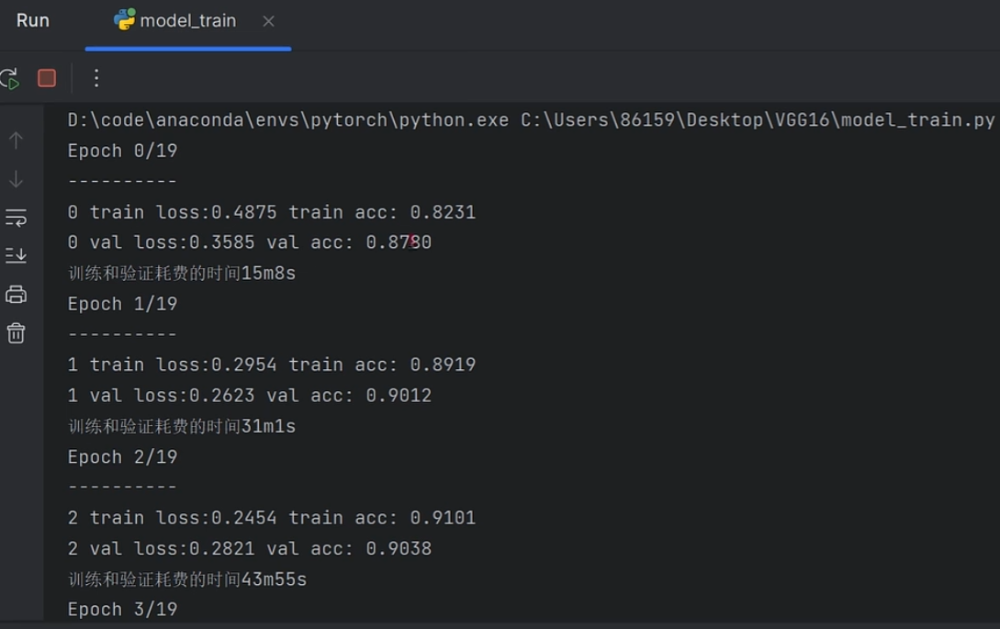 Run model_train
D:\code\anaconda\envs\pytorch\python.exe C:\Users\86159\Desktop\VGG16\model_train.py
Epoch 0/19
----------
0 train loss:0.4875 train acc: 0.8231
0 val loss:0.3585 val acc: 0.8780
训练和验证耗费的时间15m8s
Epoch 1/19
----------
1 train loss:0.2954 train acc: 0.8919
1 val loss:0.2623 val acc: 0.9012
训练和验证耗费的时间31m1s
Epoch 2/19
----------
2 train loss:0.2454 train acc: 0.9101
2 val loss:0.2821 val acc: 0.9038
训练和验证耗费的时间43m55s
Epoch 3/19